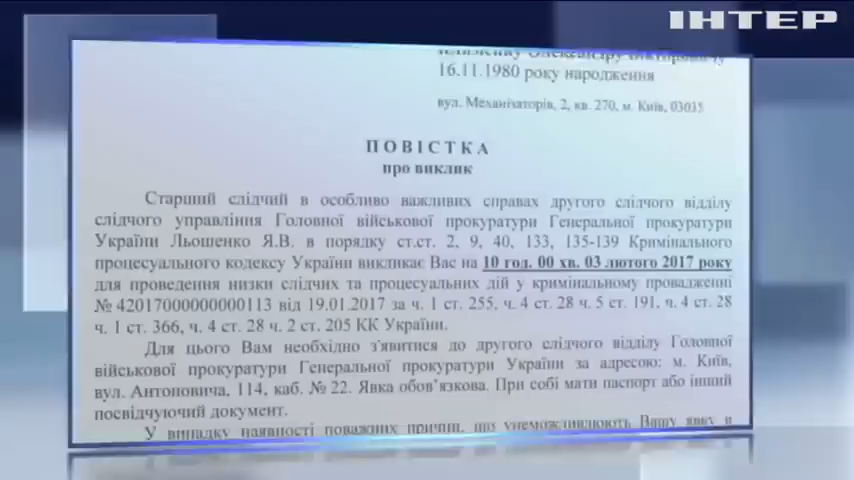 ІНТЕР
Олександру Вікторовичу
16.11.1980 року народження
вул. Механізаторів, 2, кв. 270, м. Київ, 03035
ПОВІСТКА
про виклик
Старший слідчий в особливо важливих справах другого слідчого відділу
слідчого управління Головної військової прокуратури Генеральної прокуратури
України Льошенко Я.В. в порядку ст.ст. 2, 9, 40, 133, 135-139 Кримінального
процесуального кодексу України викликає Вас на 10 год. 00 хв. 03 лютого 2017 року
для проведення низки слідчих та процесуальних дій у кримінальному провадженні
№ 42017000000000113 від 19.01.2017 за ч. 1 ст. 255, ч. 4 ст. 28 ч. 5 ст. 191, ч. 4 ст. 28
ч. 1 ст. 366, ч. 4 ст. 28 ч. 2 ст. 205 КК України.
Для цього Вам необхідно з'явитися до другого слідчого відділу Головної
військової прокуратури Генеральної прокуратури України за адресою: м. Київ,
вул. Антоновича, 114, каб. № 22. Явка обов’язкова. При собі мати паспорт або інший
посвідчуючий документ.
У випадку наявності поважних причин, що унеможливлюють Вашу явку в